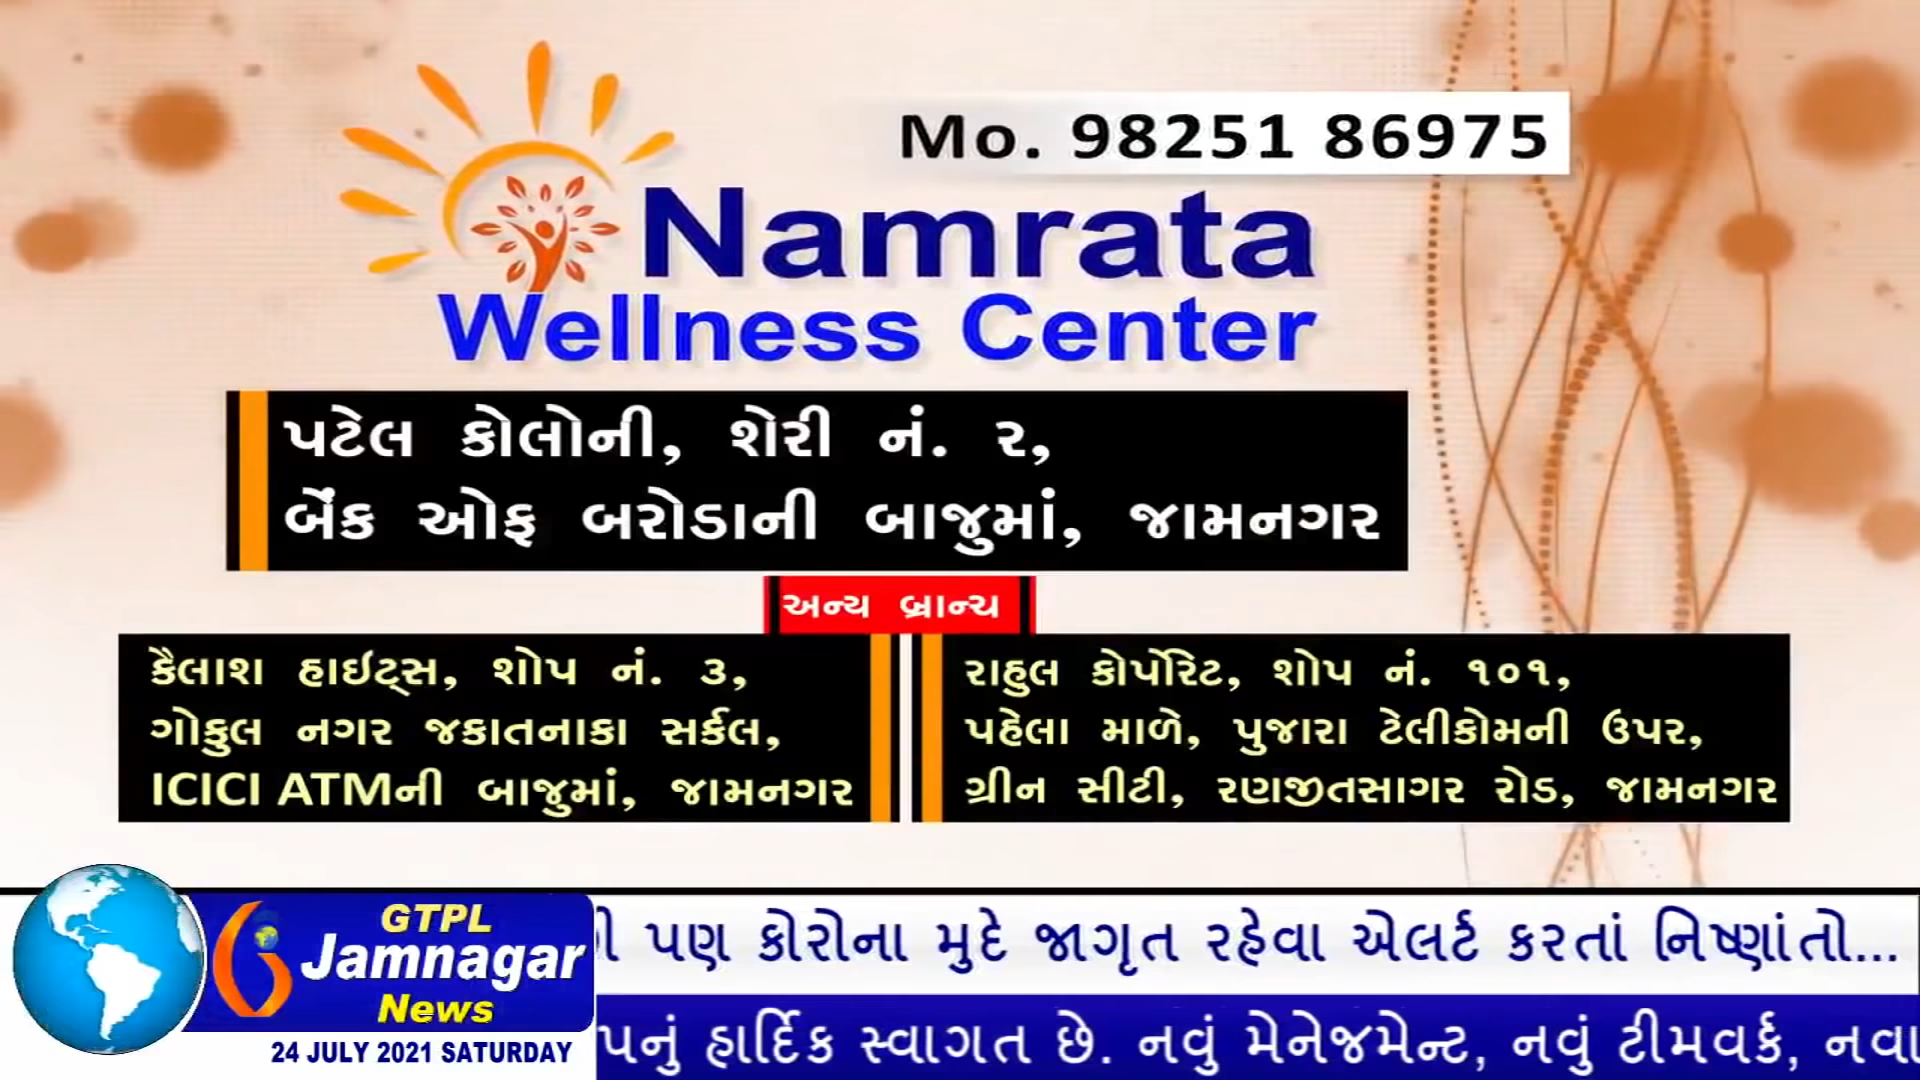 Mo. 98251 86975
Namrata
Wellness Center
પટેલ કોલોની, શેરી નં. ૨,
બેંક ઓફ બરોડાની બાજુમાં, જામનગર
અન્ય બ્રાન્ચ
કૈલાશ હાઈટ્સ, શોપ નં. ૩,
ગોકુલ નગર જકાતનાકા સર્કલ,
ICICI ATMની બાજુમાં, જામનગર
રાહુલ કોર્પોરેટ, શોપ નં. ૧૦૧,
પહેલા માળે, પુજારા ટેલીકોમની ઉપર,
ગ્રીન સીટી, રણજીતસાગર રોડ, જામનગર
GTPL
Jamnagar
News
24 JULY 2021 SATURDAY
પણ કોરોના મુદે જાગૃત રહેવા એલર્ટ કરતાં નિષ્ણાંતો...
પનું હાર્દિક સ્વાગત છે. નવું મેનેજમેન્ટ, નવું ટીમવર્ક, નવા